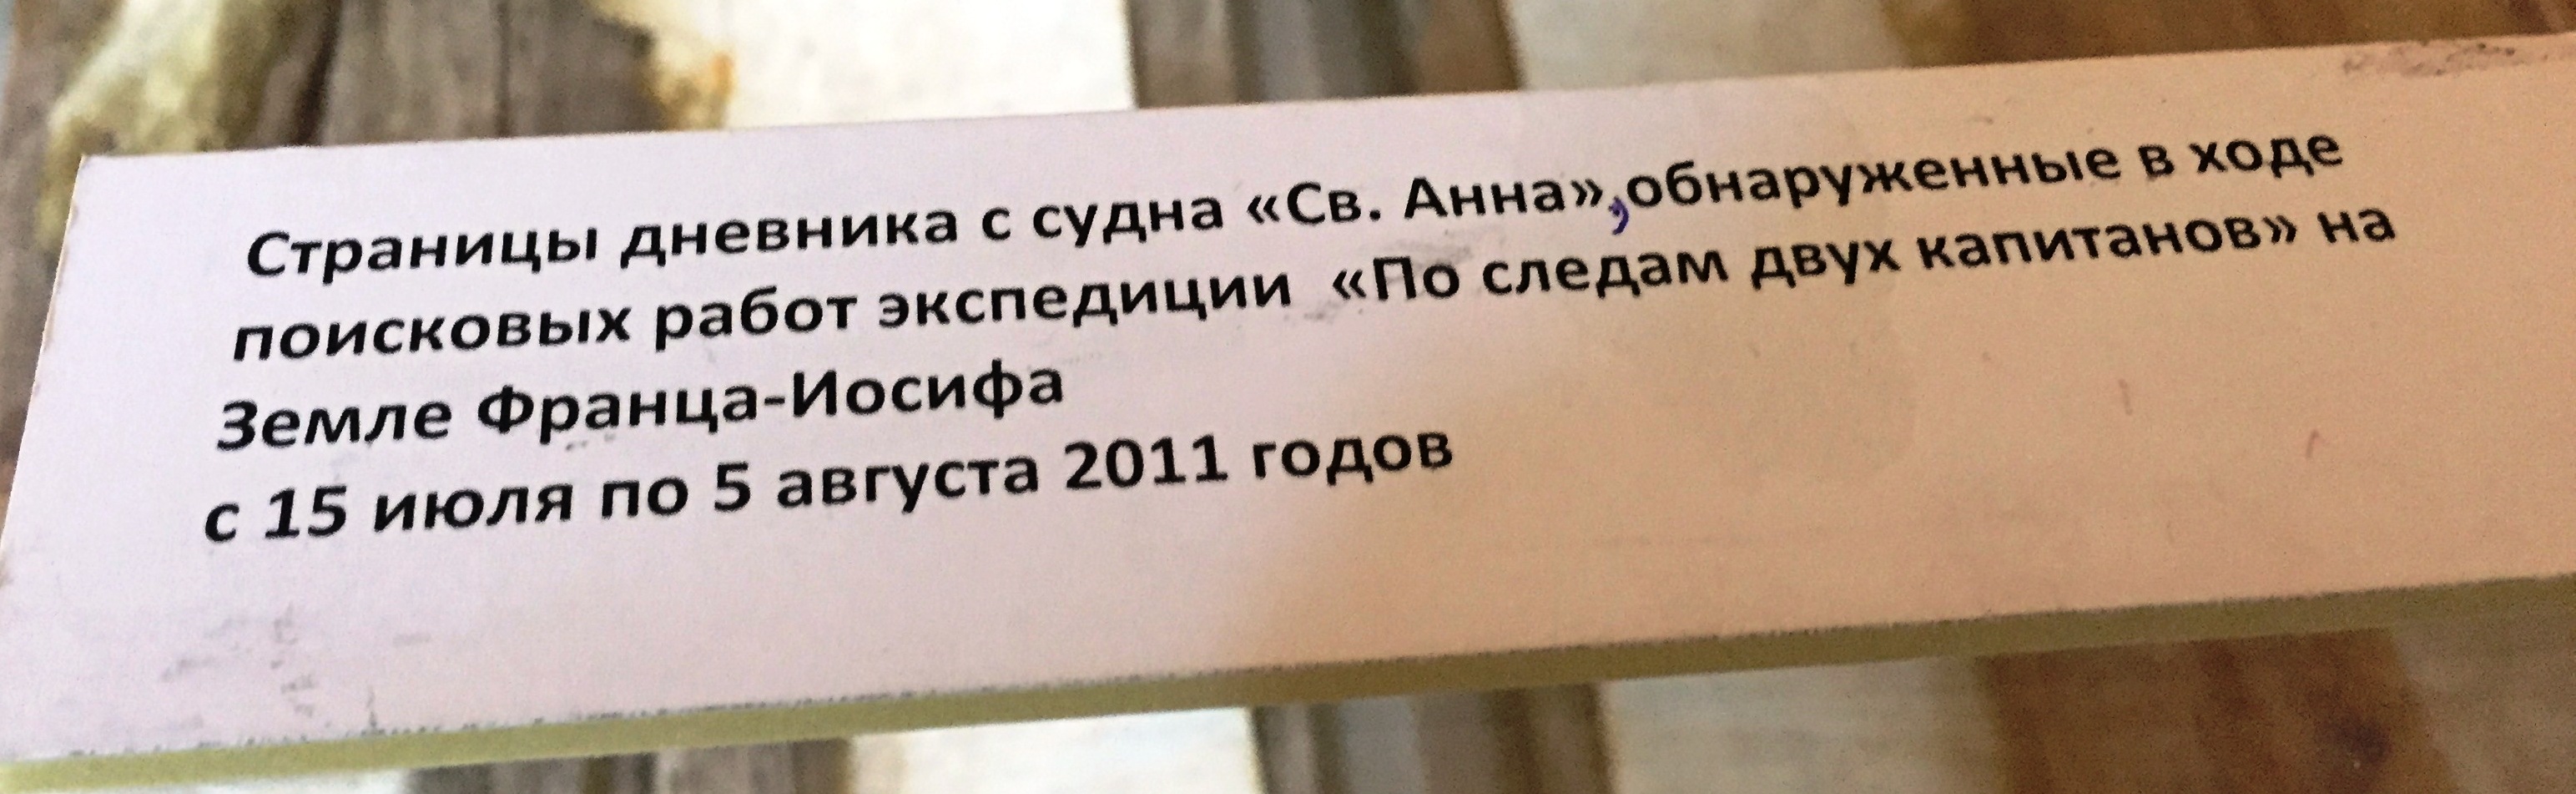 Страницы дневника с судна «Св. Анна»,обнаруженные в ходе
поисковых работ экспедиции «По следам двух капитанов» на
Земле Франца-Иосифа
с 15 июля по 5 августа 2011 годов